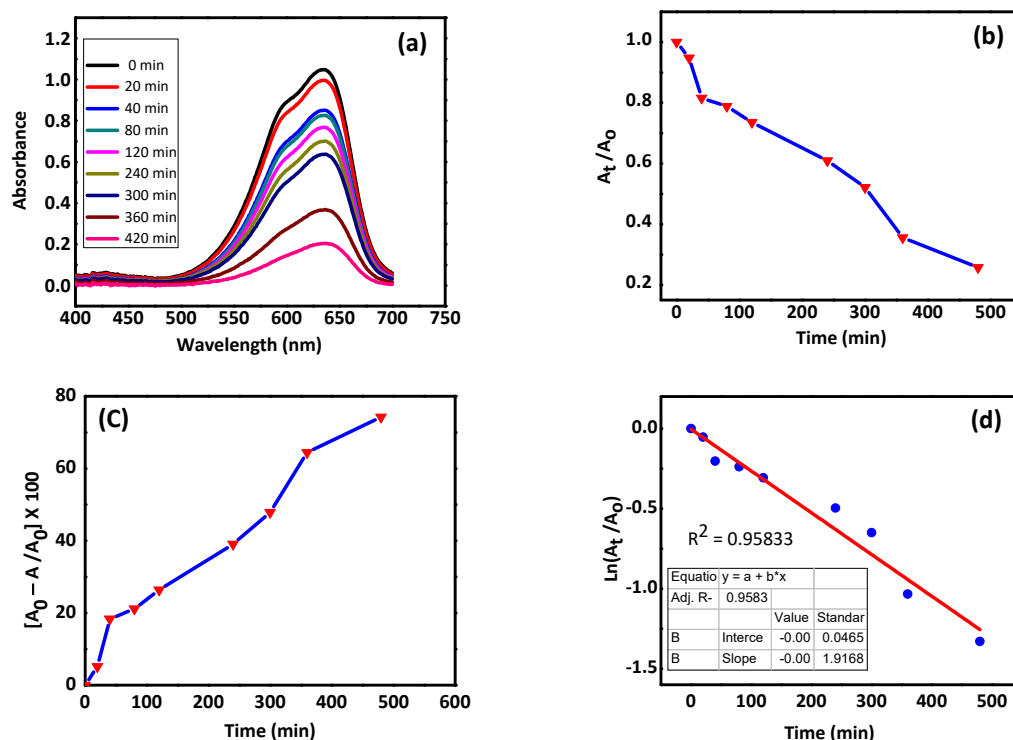 (a)
Absorbance
1.2
1.0
0.8
0.6
0.4
0.2
0.0
0 min
20 min
40 min
80 min
120 min
240 min
300 min
360 min
420 min
400 450 500 550 600 650 700 750
Wavelength (nm)
(b)
Aₜ /Aₒ
1.0
0.8
0.6
0.4
0.2
0 100 200 300 400 500
Time (min)
(C)
[A₀ – A /A₀] X 100
80
60
40
20
0
0 100 200 300 400 500 600
Time (min)
(d)
Ln(Aₜ /Aₒ)
0.0
-0.5
-1.0
-1.5
R² = 0.95833
Equatio y = a + b*x
Adj. R- 0.9583
Value Standar
B Interce -0.00 0.0465
B Slope -0.00 1.9168
0 100 200 300 400 500
Time (min)